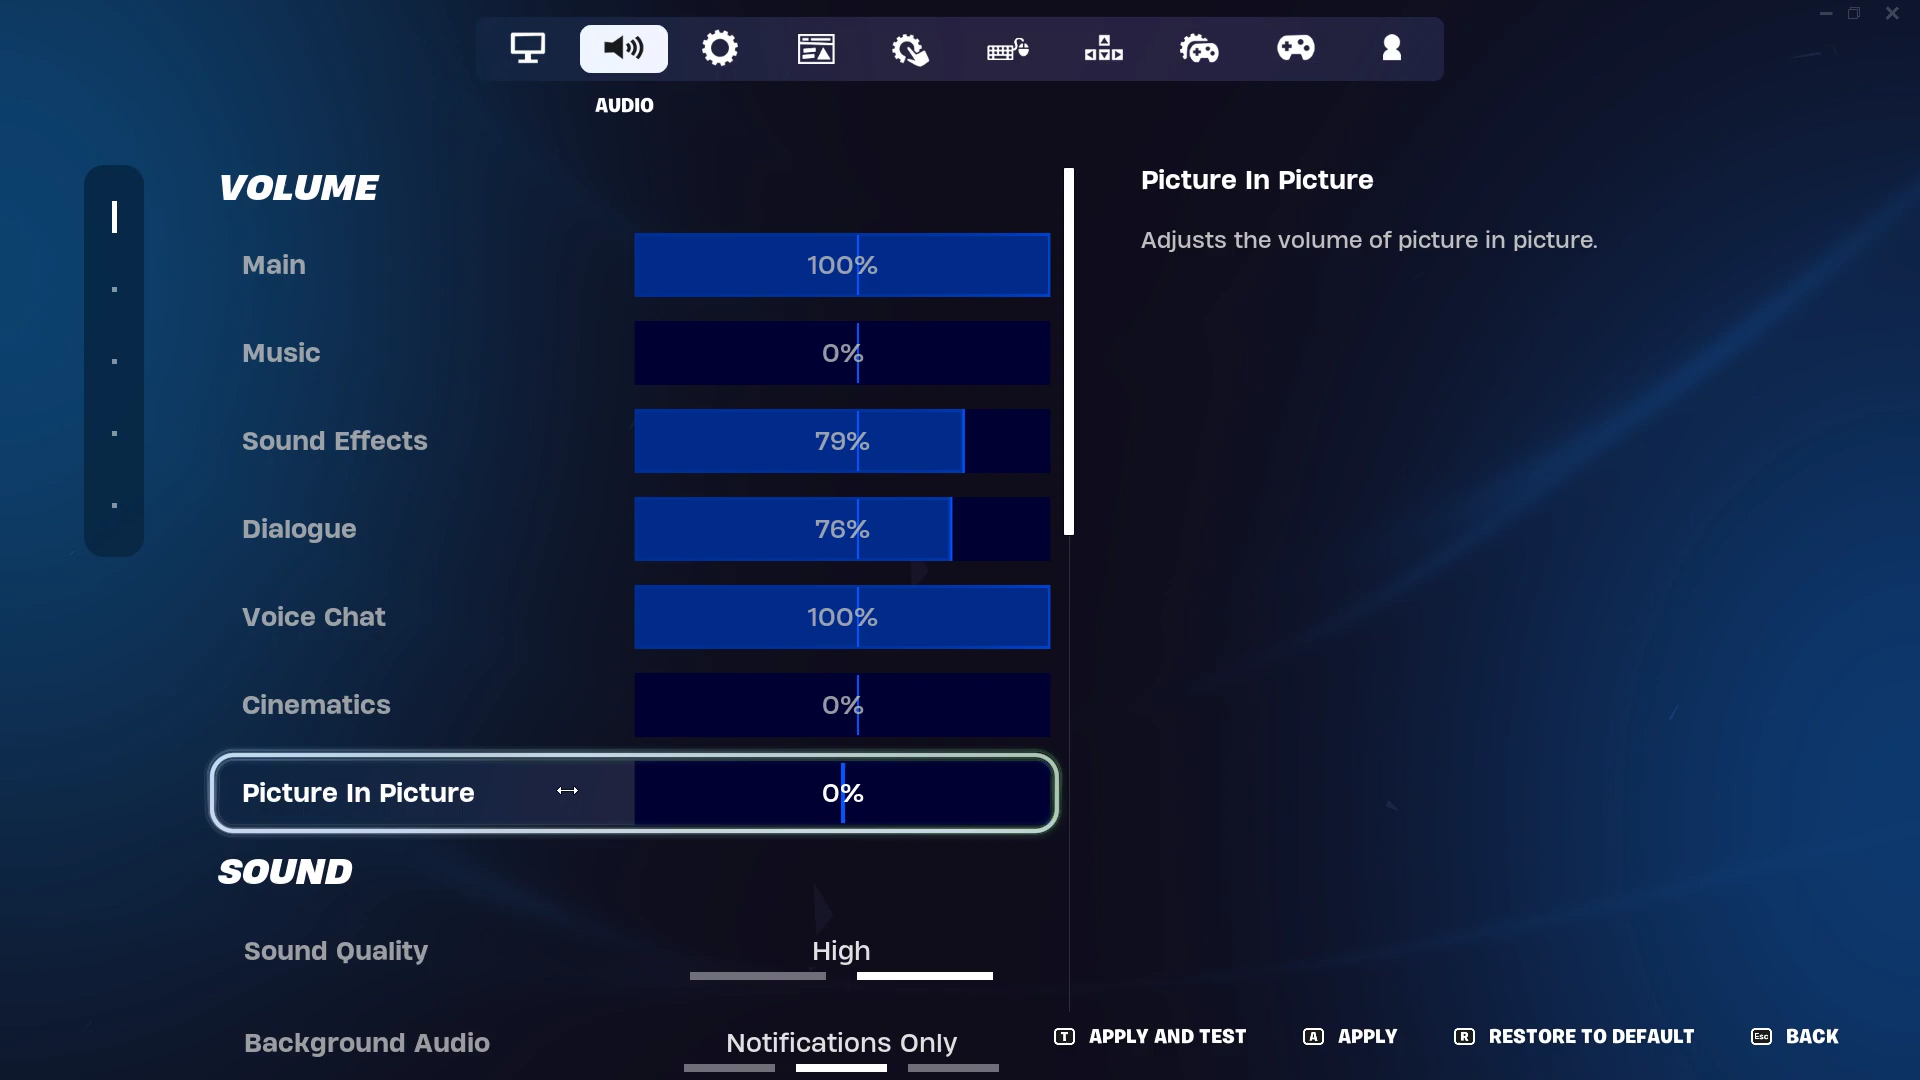 AUDIO
VOLUME
Main 100%
Music 0%
Sound Effects 79%
Dialogue 76%
Voice Chat 100%
Cinematics 0%
Picture In Picture 0%
SOUND
Sound Quality High
Background Audio Notifications Only
Picture In Picture
Adjusts the volume of picture in picture.
T APPLY AND TEST A APPLY R RESTORE TO DEFAULT Esc BACK